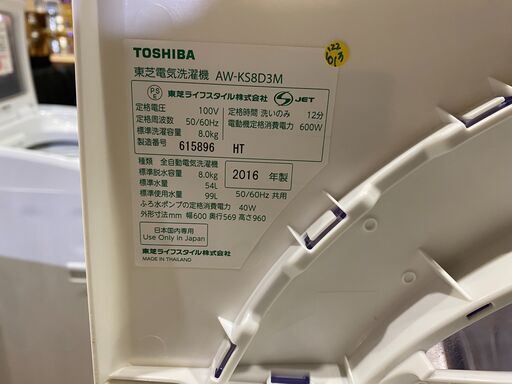 TOSHIBA
東芝電気洗濯機 AW-KS8D3M
PS E 東芝ライフスタイル株式会社 S JET
定格電圧 100V 定格時間 洗いのみ 12分
定格周波数 50/60Hz 電動機定格消費電力 600W
標準洗濯容量 8.0kg
製造番号 615896 HT
種類 全自動電気洗濯機
標準脱水容量 8.0kg 2016 年製
標準水量 54L
標準使用水量 99L 50/60Hz 共用
ふろ水ポンプの定格消費電力 40W
外形寸法mm 幅600 奥行569 高さ960
日本国内専用
Use Only in Japan
東芝ライフスタイル株式会社
MADE IN THAILAND